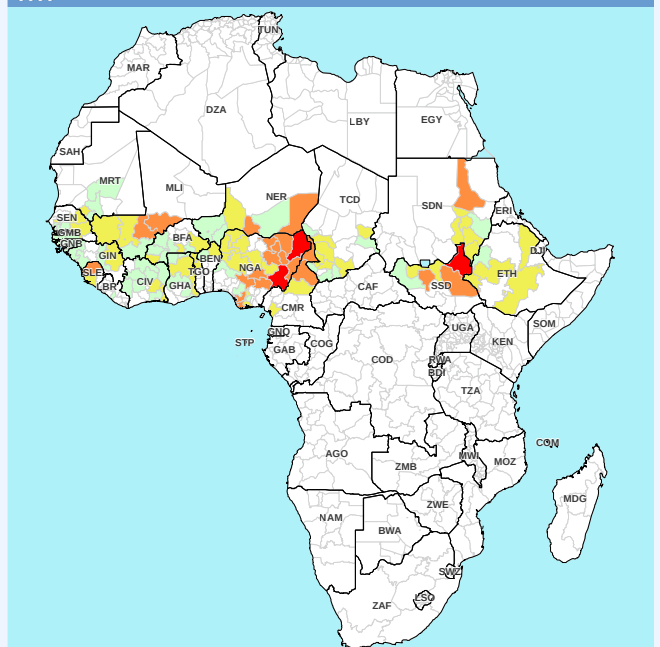 TUN
MAR
DZA
LBY
EGY
SAH
MRT
MLI
NER
TCD
SDN
ERI
SEN
GMB
GNB
BFA
DJI
GIN
BEN
NGA
ETH
SLE
TGO
LBR
CIV
GHA
CAF
SSD
CMR
SOM
GNQ
UGA
KEN
STP
GAB
COG
COD
RWA
BDI
TZA
COM
AGO
ZMB
MWI
MOZ
MDG
NAM
ZWE
BWA
SWZ
LSO
ZAF